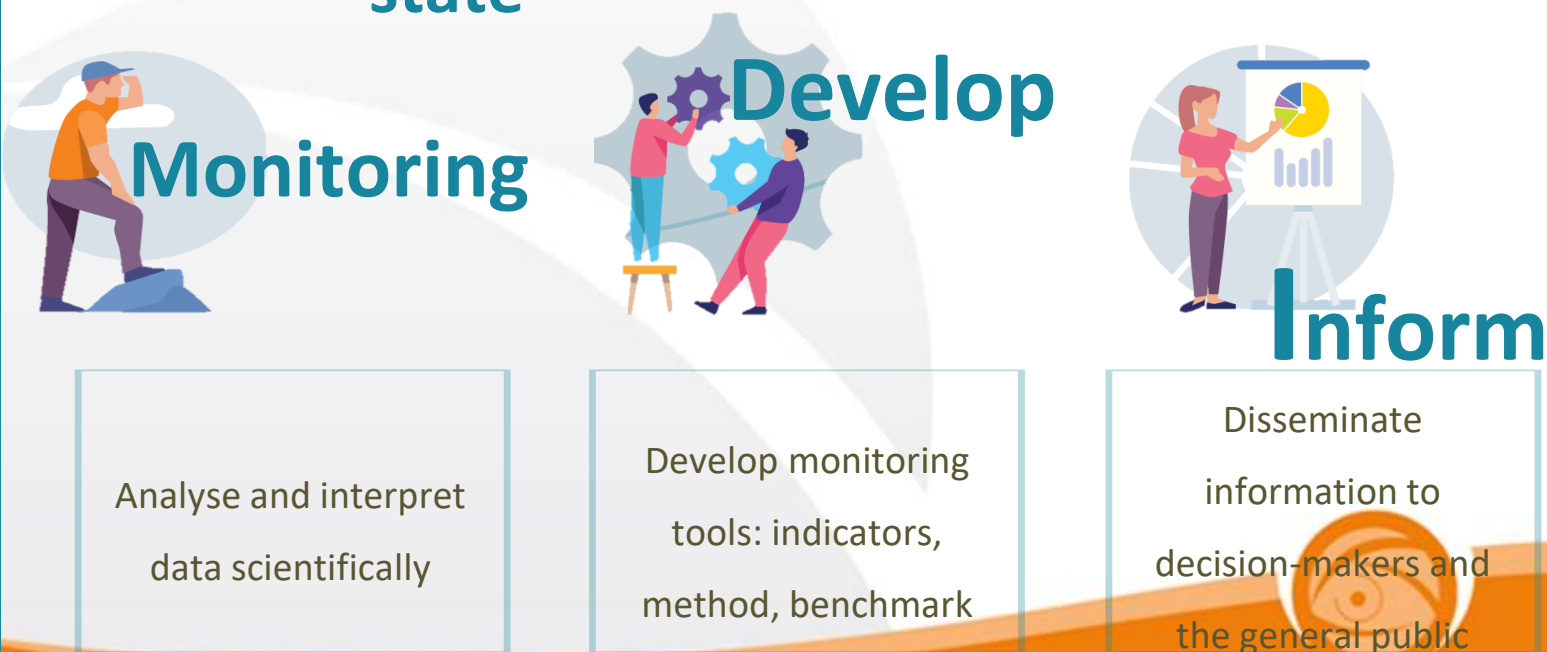 state
Monitoring
Develop
Inform
Analyse and interpret
data scientifically
Develop monitoring
tools: indicators,
method, benchmark
Disseminate
information to
decision-makers and
the general public